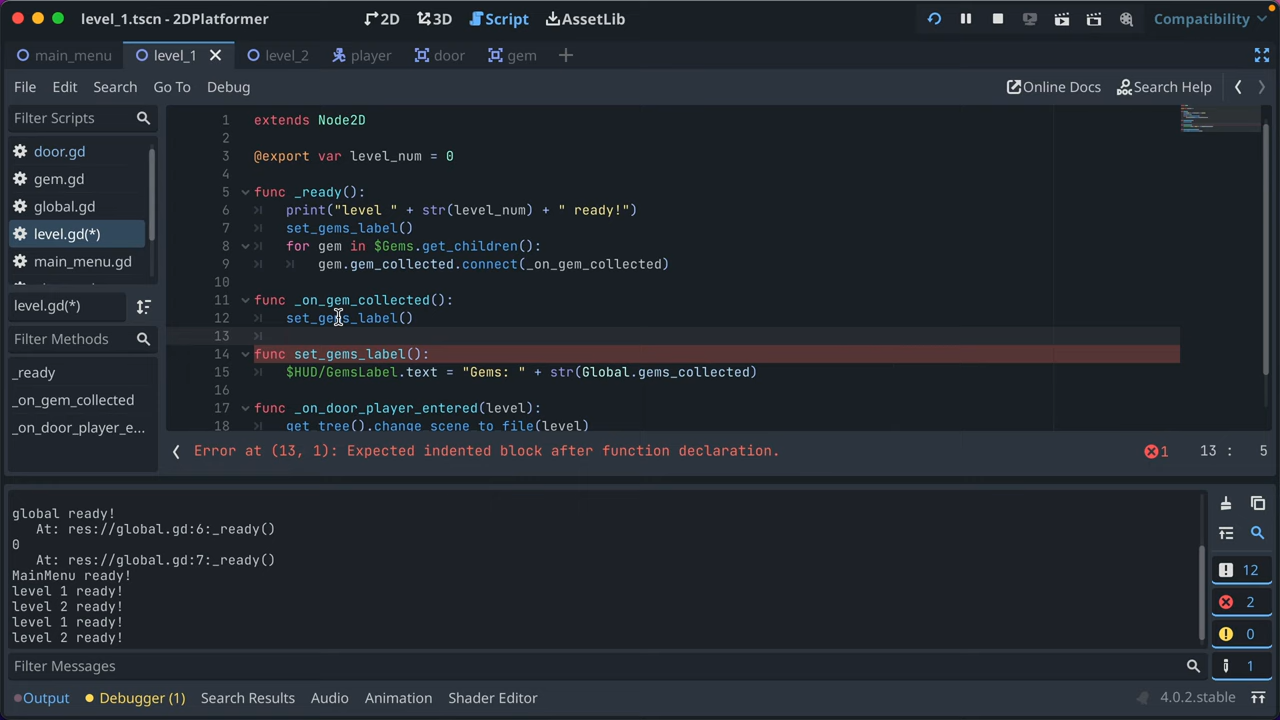 level_1.tscn - 2DPlatformer
2D 3D Script AssetLib
Compatibility
main_menu level_1 level_2 player door gem
File Edit Search Go To Debug
Online Docs Search Help
Filter Scripts
door.gd
gem.gd
global.gd
level.gd(*)
main_menu.gd
level.gd(*)
Filter Methods
_ready
_on_gem_collected
_on_door_player_e...
1 extends Node2D
2
3 @export var level_num = 0
4
5 func _ready():
6 print("level " + str(level_num) + " ready!")
7 set_gems_label()
8 for gem in $Gems.get_children():
9 gem.gem_collected.connect(_on_gem_collected)
10
11 func _on_gem_collected():
12 set_gems_label()
13
14 func set_gems_label():
15 $HUD/GemsLabel.text = "Gems: " + str(Global.gems_collected)
16
17 func _on_door_player_entered(level):
18 get_tree().change_scene_to_file(level)
Error at (13, 1): Expected indented block after function declaration.
1 13 : 5
global ready!
At: res://global.gd:6:_ready()
0
At: res://global.gd:7:_ready()
MainMenu ready!
level 1 ready!
level 2 ready!
level 1 ready!
level 2 ready!
12
2
0
1
Filter Messages
Output Debugger (1) Search Results Audio Animation Shader Editor
4.0.2.stable